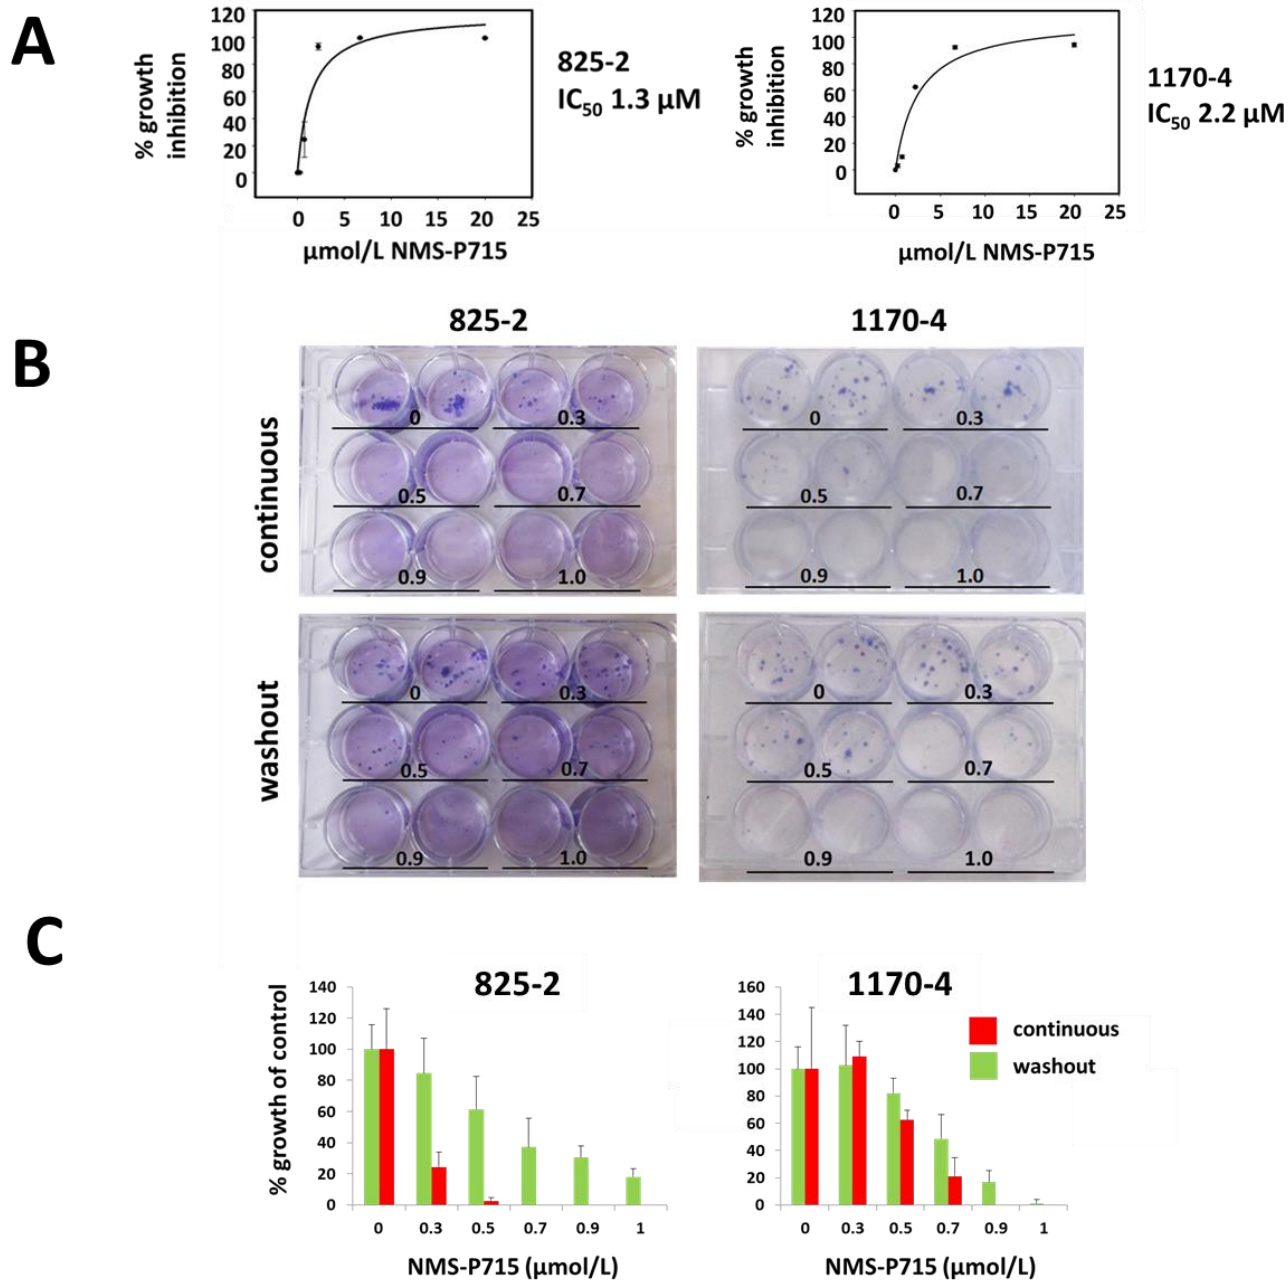 A
120
100
80
60
40
20
0
% growth
inhibition
0 5 10 15 20 25
µmol/L NMS-P715
825-2
IC50 1.3 µM
120
100
80
60
40
20
0
% growth
inhibition
0 5 10 15 20 25
µmol/L NMS-P715
1170-4
IC50 2.2 µM
B
825-2
1170-4
continuous
0 0.3
0.5 0.7
0.9 1.0
0 0.3
0.5 0.7
0.9 1.0
washout
0 0.3
0.5 0.7
0.9 1.0
0 0.3
0.5 0.7
0.9 1.0
C
825-2
% growth of control
140
120
100
80
60
40
20
0
0 0.3 0.5 0.7 0.9 1
NMS-P715 (µmol/L)
1170-4
160
140
120
100
80
60
40
20
0
0 0.3 0.5 0.7 0.9 1
NMS-P715 (µmol/L)
continuous
washout